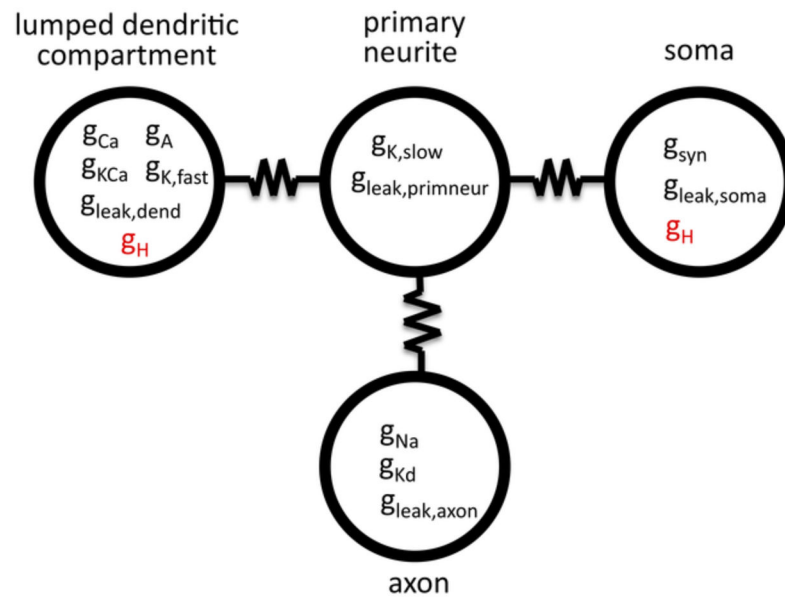 lumped dendritic
compartment
primary
neurite
soma
gCa gA
gKCa gK,fast
gleak,dend
gH
gK,slow
gleak,primneur
gsyn
gleak,soma
gH
gNa
gKd
gleak,axon
axon